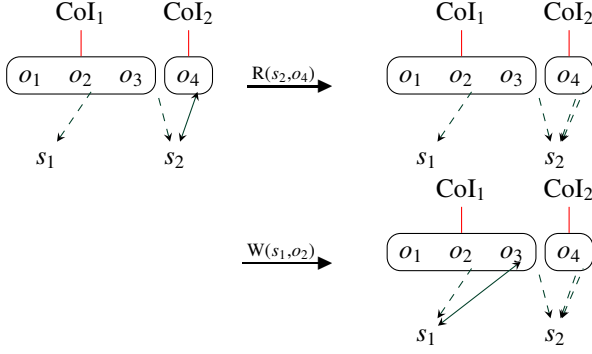 CoI₁ CoI₂ CoI₁ CoI₂
o₁ o₂ o₃ o₄ R(s₂,o₄) o₁ o₂ o₃ o₄
s₁ s₂ s₁ s₂
CoI₁ CoI₂
W(s₁,o₂) o₁ o₂ o₃ o₄
s₁ s₂